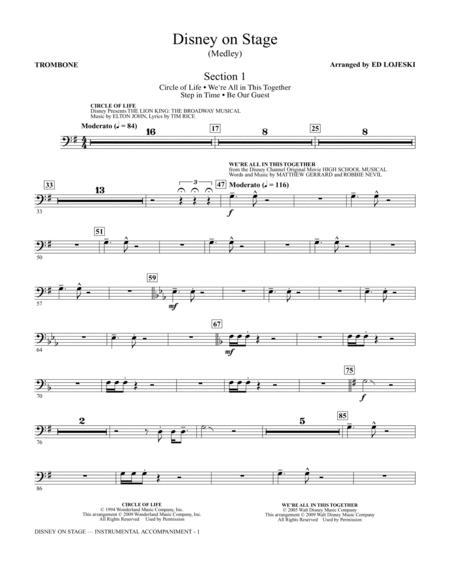 Disney on Stage
(Medley)
TROMBONE
Arranged by ED LOJESKI
Section 1
Circle of Life • We're All in This Together
Step in Time • Be Our Guest
CIRCLE OF LIFE
Disney Presents THE LION KING: THE BROADWAY MUSICAL
Music by ELTON JOHN, Lyrics by TIM RICE
Moderato (♩ = 84)
16
17
8
25
8
WE'RE ALL IN THIS TOGETHER
from the Disney Channel Original Movie HIGH SCHOOL MUSICAL
Words and Music by MATTHEW GERRARD and ROBBIE NEVIL
33
13
3
47
Moderato (♩ = 116)
33
f
51
50
59
57
mf
67
64
75
70
f
2
2
85
76
86
CIRCLE OF LIFE
© 1994 Wonderland Music Company, Inc.
This arrangement © 2009 Wonderland Music Company, Inc.
All Rights Reserved Used by Permission
WE'RE ALL IN THIS TOGETHER
© 2005 Walt Disney Music Company
This arrangement © 2009 Walt Disney Music Company
All Rights Reserved Used by Permission
DISNEY ON STAGE — INSTRUMENTAL ACCOMPANIMENT - 1